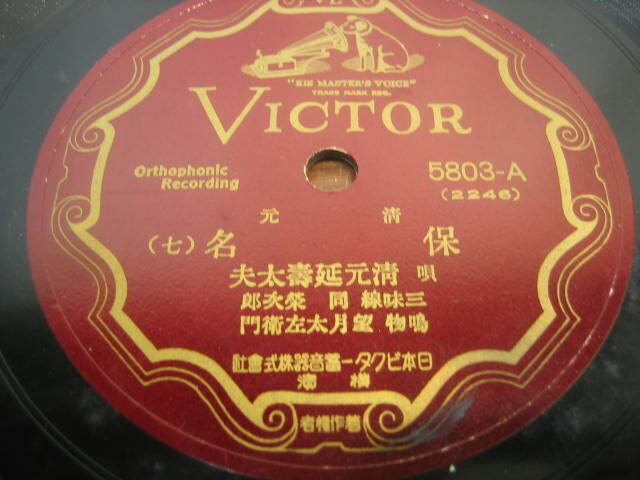 "HIS MASTER'S VOICE"
TRADE MARK REG.
VICTOR
Orthophonic Recording
5803-A
(2246)
清元
保名 (七)
唄 清元延壽太夫
三味線 同 榮次郎
鳴物 望月太左衛門
日本ビクター蓄音器株式會社
横濱
著作權者